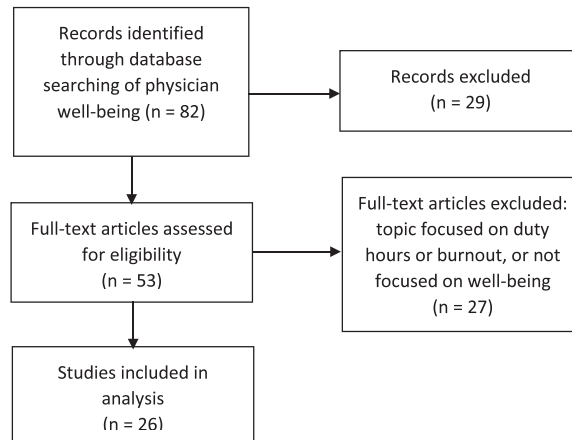 Records identified
through database
searching of physician
well-being (n = 82)
Records excluded
(n = 29)
Full-text articles assessed
for eligibility
(n = 53)
Full-text articles excluded:
topic focused on duty
hours or burnout, or not
focused on well-being
(n = 27)
Studies included in
analysis
(n = 26)